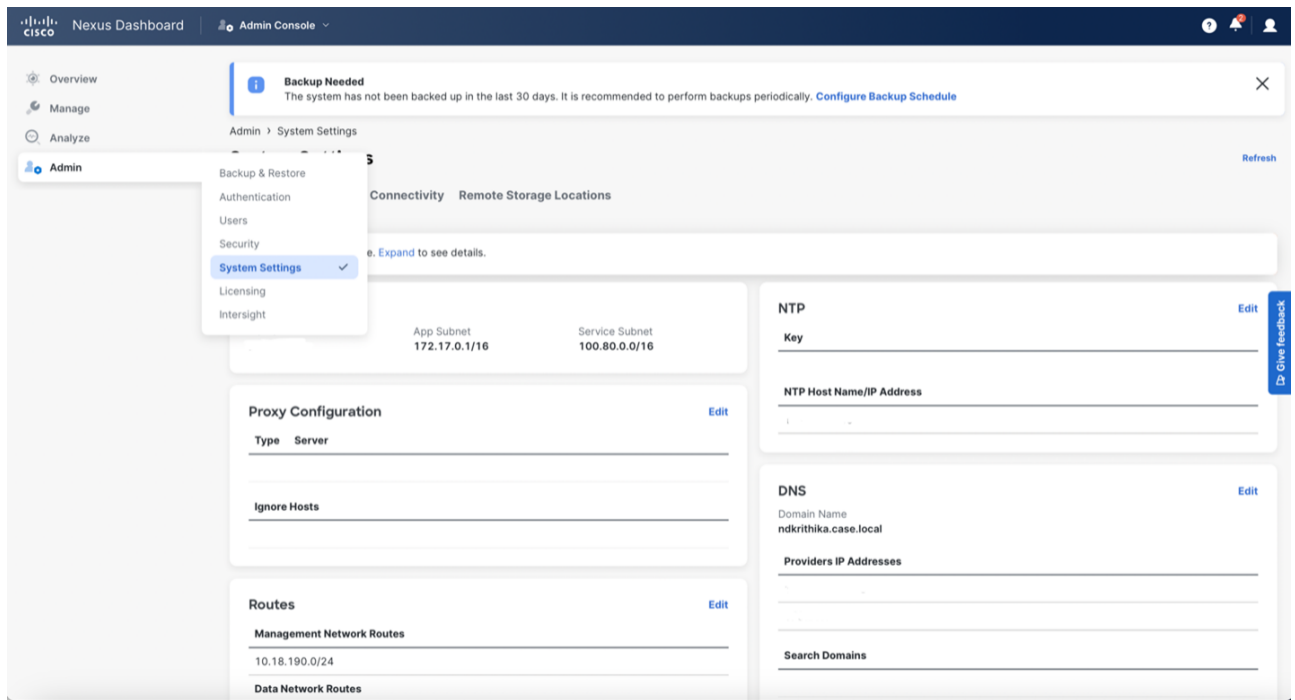 cisco Nexus Dashboard Admin Console 2
Overview
Manage
Analyze
Admin
Backup Needed
The system has not been backed up in the last 30 days. It is recommended to perform backups periodically. Configure Backup Schedule
Admin › System Settings
Refresh
Backup & Restore
Authentication
Users
Security
System Settings
Licensing
Intersight
Connectivity Remote Storage Locations
Expand to see details.
App Subnet Service Subnet
172.17.0.1/16 100.80.0.0/16
Proxy Configuration Edit
Type Server
Ignore Hosts
Routes Edit
Management Network Routes
10.18.190.0/24
Data Network Routes
NTP Edit
Key
NTP Host Name/IP Address
DNS Edit
Domain Name
ndkrithika.case.local
Providers IP Addresses
Search Domains
Give feedback